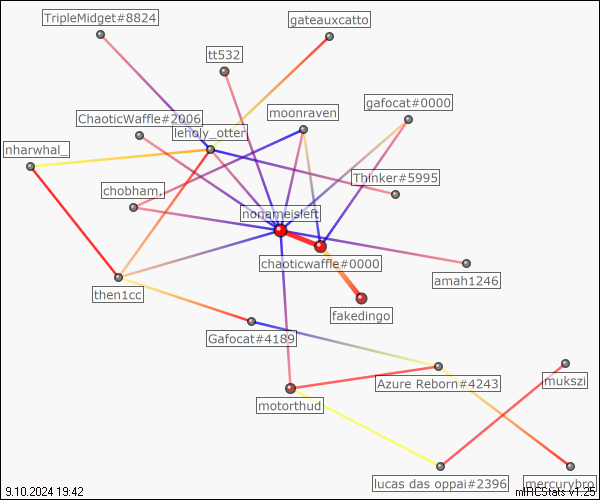 TripleMidget#8824
gateauxcatto
tt532
gafocat#0000
moonraven
ChaoticWaffle#2006
leholy_otter
nharwhal_
Thinker#5995
chobham.
nonameisleft
chaoticwaffle#0000
amah1246
then1cc
fakedingo
Gafocat#4189
Azure Reborn#4243
mukszi
motorthud
lucas das oppai#2396
mercurybro
9.10.2024 19:42
mIRCStats v1.25